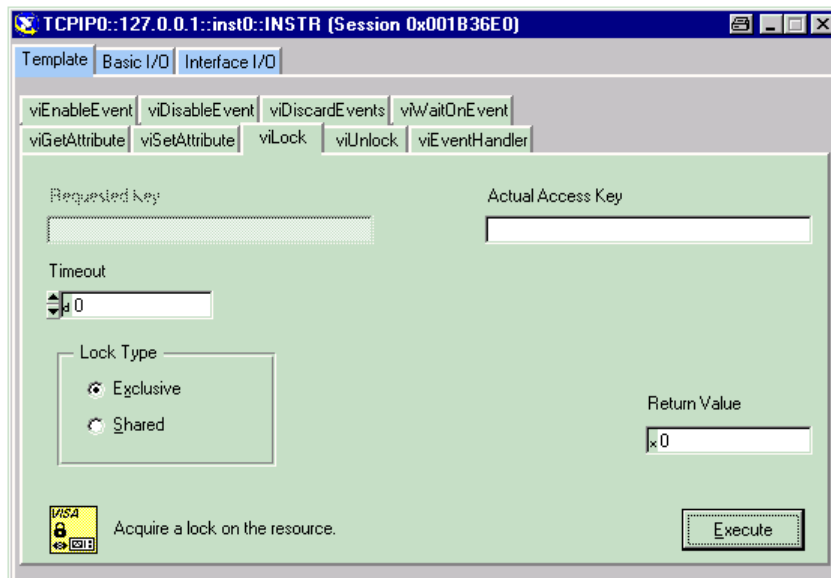 TCPIP0::127.0.0.1::inst0::INSTR (Session 0x001B36E0)
Template Basic I/O Interface I/O
viEnableEvent viDisableEvent viDiscardEvents viWaitOnEvent
viGetAttribute viSetAttribute viLock viUnlock viEventHandler
Requested Key Actual Access Key
Timeout
d 0
Lock Type
Exclusive
Shared
Return Value
x 0
VISA
Acquire a lock on the resource.
Execute